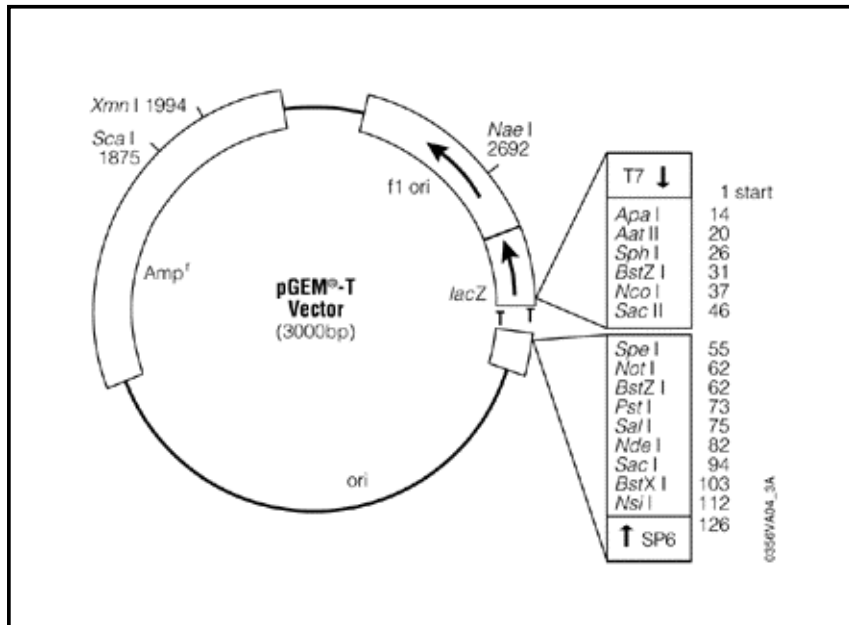 Xmn I 1994
Sca I
1875
Nae I
2692
f1 ori
Ampʳ
lacZ
pGEM®-T
Vector
(3000bp)
T T
ori
T7 ↓
1 start
Apa I 14
Aat II 20
Sph I 26
BstZ I 31
Nco I 37
Sac II 46
Spe I 55
Not I 62
BstZ I 62
Pst I 73
Sal I 75
Nde I 82
Sac I 94
BstX I 103
Nsi I 112
126
↑ SP6
0356VA04_3A